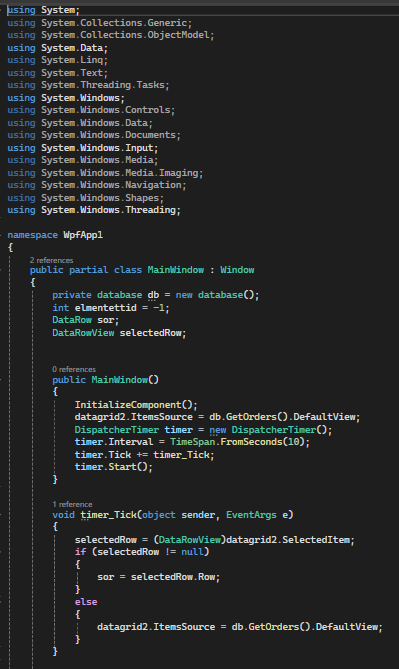 using System;
using System.Collections.Generic;
using System.Collections.ObjectModel;
using System.Data;
using System.Linq;
using System.Text;
using System.Threading.Tasks;
using System.Windows;
using System.Windows.Controls;
using System.Windows.Data;
using System.Windows.Documents;
using System.Windows.Input;
using System.Windows.Media;
using System.Windows.Media.Imaging;
using System.Windows.Navigation;
using System.Windows.Shapes;
using System.Windows.Threading;
namespace WpfApp1
{
2 references
public partial class MainWindow : Window
{
private database db = new database();
int elmentettid = -1;
DataRow sor;
DataRowView selectedRow;
0 references
public MainWindow()
{
InitializeComponent();
datagrid2.ItemsSource = db.GetOrders().DefaultView;
DispatcherTimer timer = new DispatcherTimer();
timer.Interval = TimeSpan.FromSeconds(10);
timer.Tick += timer_Tick;
timer.Start();
}
1 reference
void timer_Tick(object sender, EventArgs e)
{
selectedRow = (DataRowView)datagrid2.SelectedItem;
if (selectedRow != null)
{
sor = selectedRow.Row;
}
else
{
datagrid2.ItemsSource = db.GetOrders().DefaultView;
}
}